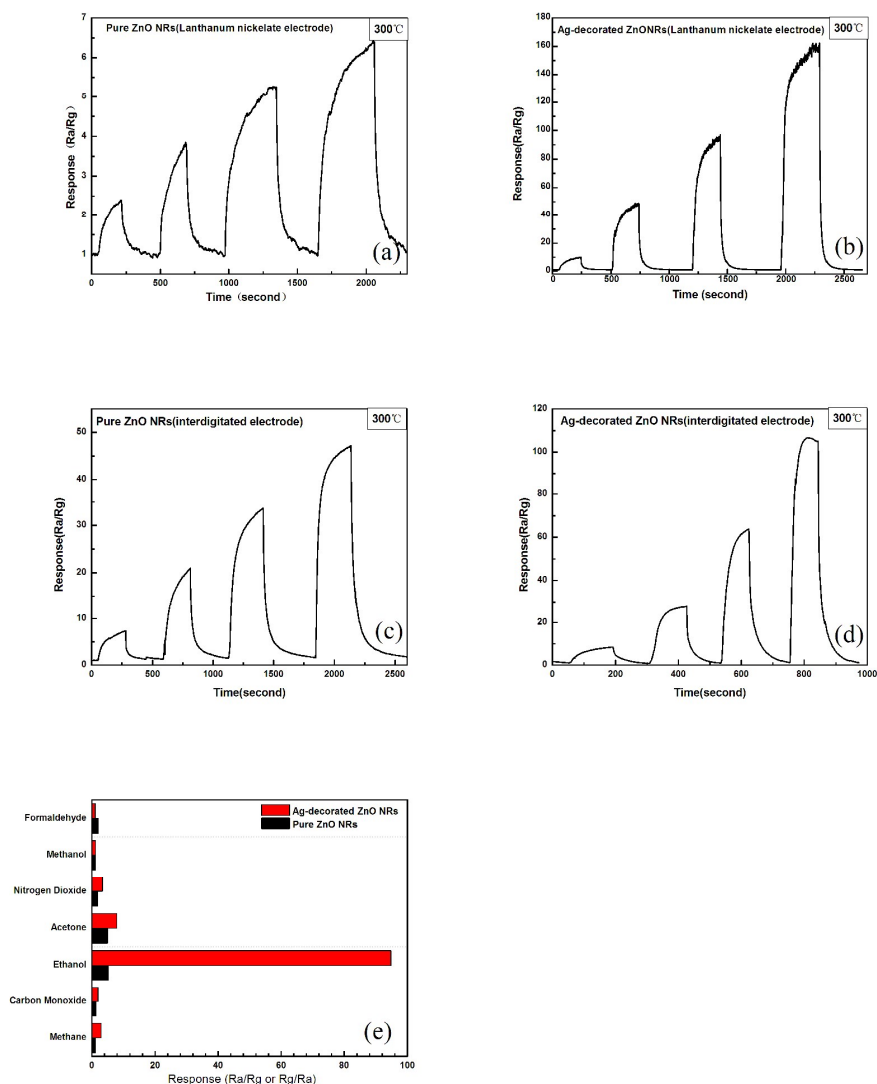 Pure ZnO NRs(Lanthanum nickelate electrode)
300℃
7
6
5
4
3
2
1
Response（Ra/Rg）
(a)
0
500
1000
1500
2000
Time（second）
Ag-decorated ZnONRs(Lanthanum nickelate electrode)
300℃
180
160
140
120
100
80
60
40
20
0
Response(Ra/Rg)
(b)
0
500
1000
1500
2000
2500
Time (second)
Pure ZnO NRs(interdigitated electrode)
300℃
50
40
30
20
10
0
Response(Ra/Rg)
(c)
0
500
1000
1500
2000
2500
Time(second)
Ag-decorated ZnO NRs(interdigitated electrode)
300℃
120
100
80
60
40
20
0
Response(Ra/Rg)
(d)
0
200
400
600
800
1000
Time(second)
Ag-decorated ZnO NRs
Pure ZnO NRs
Formaldehyde
Methanol
Nitrogen Dioxide
Acetone
Ethanol
Carbon Monoxide
Methane
(e)
0
20
40
60
80
100
Response (Ra/Rg or Rg/Ra)